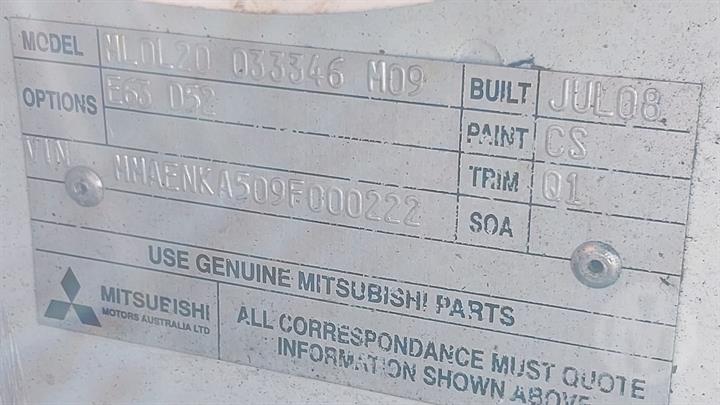 MODEL MLOL20 033346 M09 BUILT JUL08
OPTIONS E63 D52 PAINT CS
VIN MMAENKA509F000222 TRIM Q1
SOA
USE GENUINE MITSUBISHI PARTS
MITSUBISHI
MOTORS AUSTRALIA LTD
ALL CORRESPONDANCE MUST QUOTE
INFORMATION SHOWN ABOVE